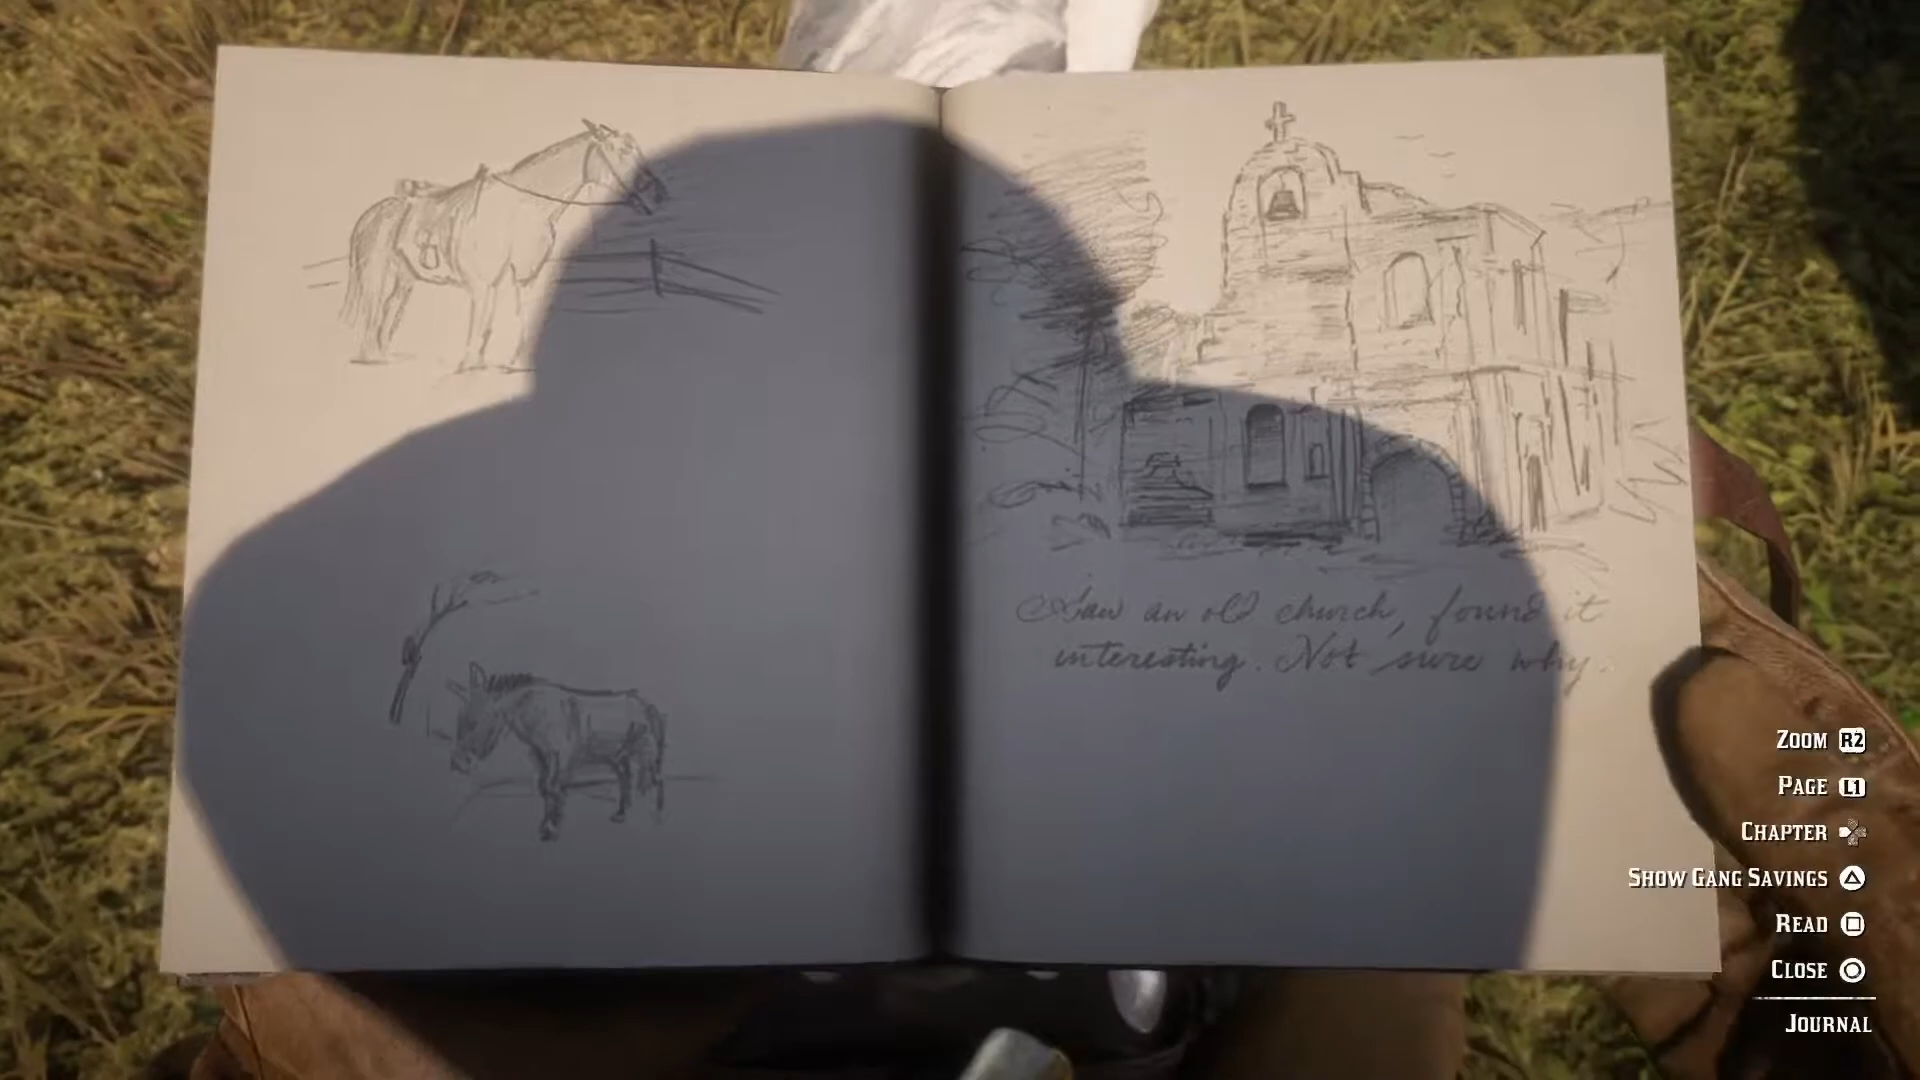 Saw an old church, found it
interesting. Not sure why.
ZOOM R2
PAGE L1
CHAPTER
SHOW GANG SAVINGS
READ
CLOSE
JOURNAL